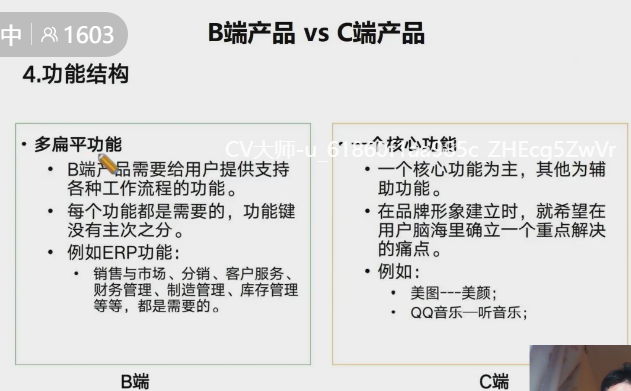 中 1603
B端产品 vs C端产品
4.功能结构
• 多扁平功能
• B端产品需要给用户提供支持
各种工作流程的功能。
• 每个功能都是需要的，功能键
没有主次之分。
• 例如ERP功能：
• 销售与市场、分销、客户服务、
财务管理、制造管理、库存管理
等等，都是需要的。
B端
• 一个核心功能
• 一个核心功能为主，其他为辅
助功能。
• 在品牌形象建立时，就希望在
用户脑海里确立一个重点解决
的痛点。
• 例如：
• 美图---美颜；
• QQ音乐—听音乐；
C端